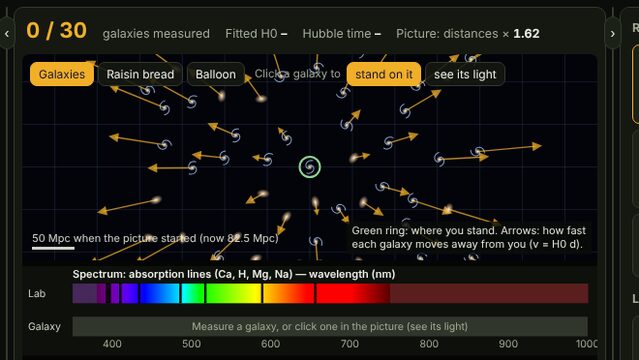 0 / 30 galaxies measured Fitted H0 – Hubble time – Picture: distances × 1.62
Galaxies Raisin bread Balloon Click a galaxy to stand on it see its light
50 Mpc when the picture started (now 82.5 Mpc)
Green ring: where you stand. Arrows: how fast
each galaxy moves away from you (v = H0 d).
Spectrum: absorption lines (Ca, H, Mg, Na) — wavelength (nm)
Lab
Galaxy Measure a galaxy, or click one in the picture (see its light)
400 500 600 700 800 900 1000